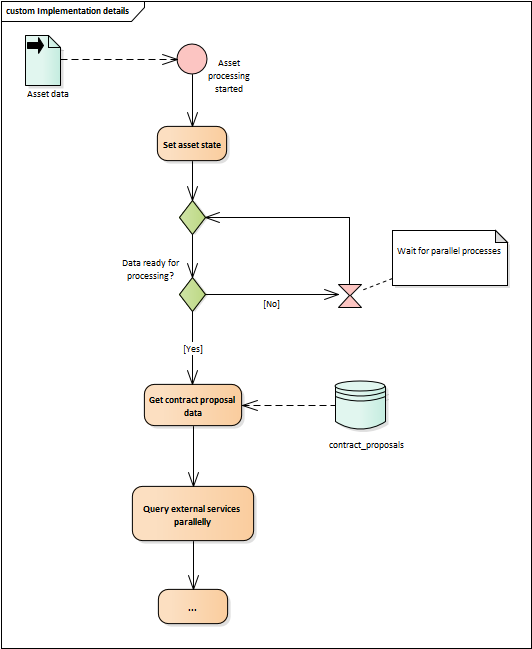 custom Implementation details
Asset
processing
started
Asset data
Set asset state
Wait for parallel processes
Data ready for
processing?
[No]
[Yes]
Get contract proposal
data
contract_proposals
Query external services
parallelly
...